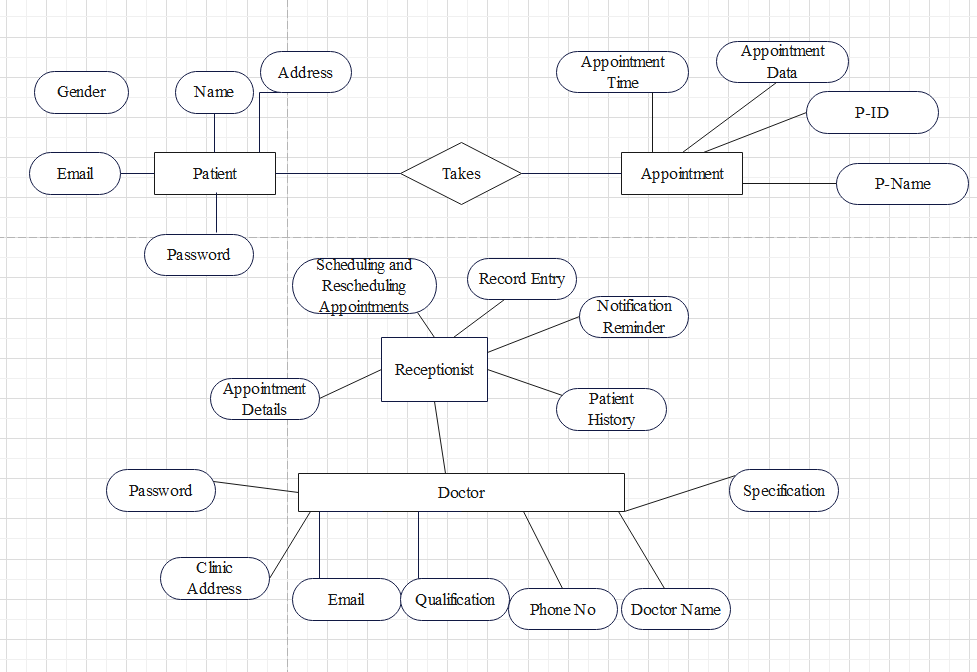 Address
Gender
Name
Appointment
Time
Appointment
Data
P-ID
Email
Patient
Takes
Appointment
P-Name
Password
Scheduling and
Rescheduling
Appointments
Record Entry
Notification
Reminder
Receptionist
Appointment
Details
Patient
History
Password
Doctor
Specification
Clinic
Address
Email
Qualification
Phone No
Doctor Name